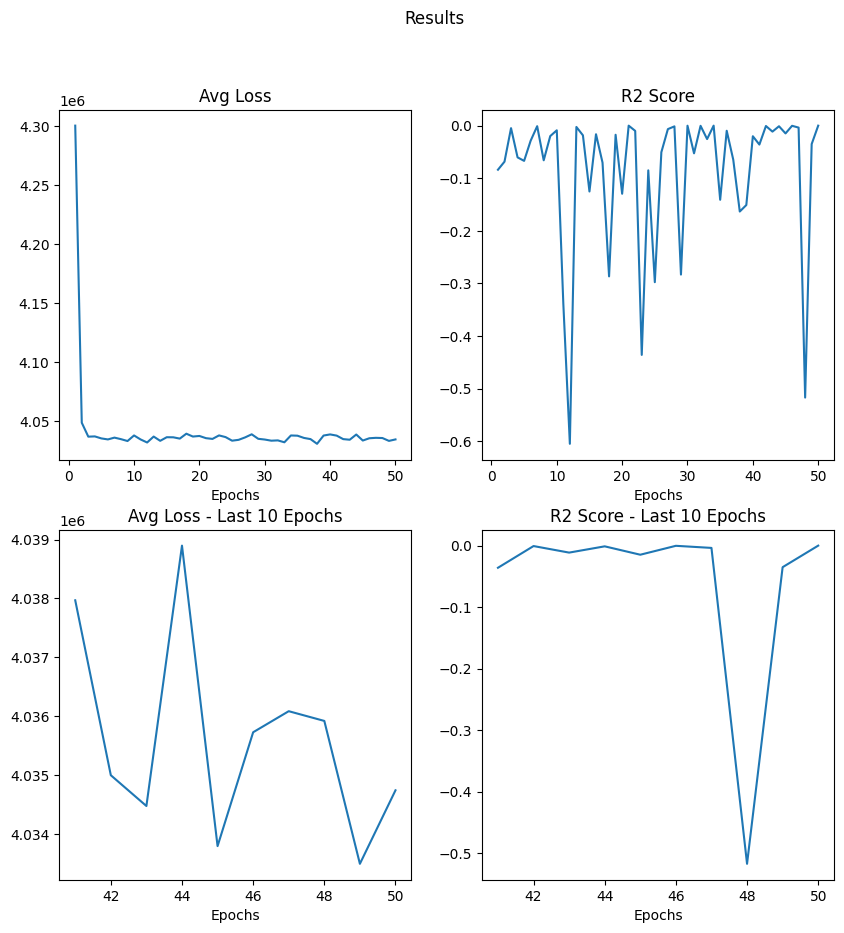 Results
Avg Loss
1e6
4.30
4.25
4.20
4.15
4.10
4.05
0 10 20 30 40 50
Epochs
R2 Score
0.0
−0.1
−0.2
−0.3
−0.4
−0.5
−0.6
0 10 20 30 40 50
Epochs
Avg Loss - Last 10 Epochs
1e6
4.039
4.038
4.037
4.036
4.035
4.034
42 44 46 48 50
Epochs
R2 Score - Last 10 Epochs
0.0
−0.1
−0.2
−0.3
−0.4
−0.5
42 44 46 48 50
Epochs